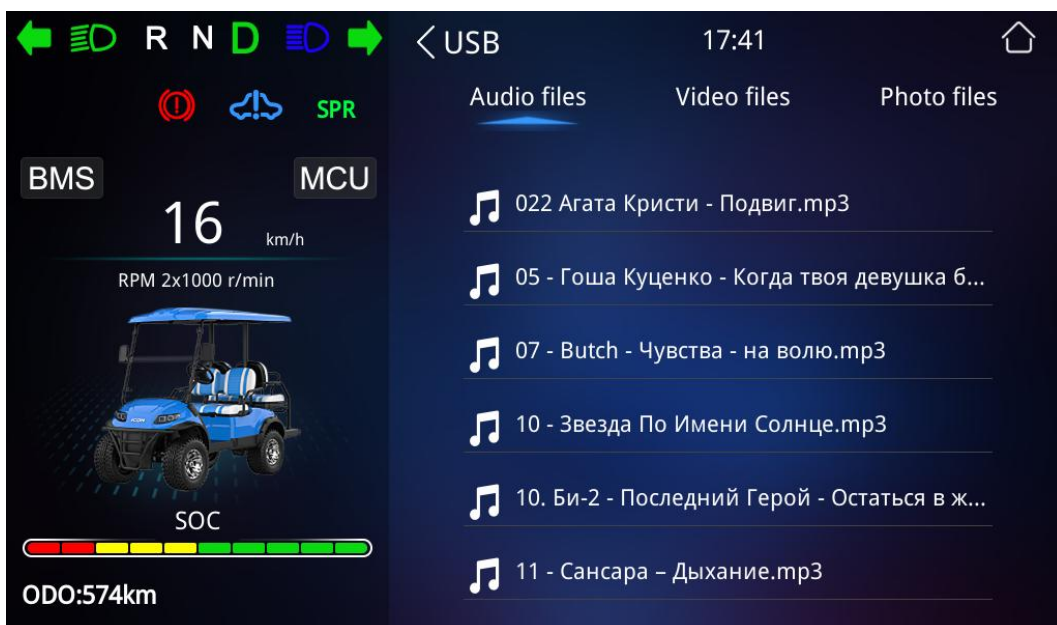 R N D
SPR
BMS
MCU
16
km/h
RPM 2x1000 r/min
ICON
SOC
ODO:574km
USB
17:41
Audio files
Video files
Photo files
022 Агата Кристи - Подвиг.mp3
05 - Гоша Куценко - Когда твоя девушка б...
07 - Butch - Чувства - на волю.mp3
10 - Звезда По Имени Солнце.mp3
10. Би-2 - Последний Герой - Остаться в ж...
11 - Сансара – Дыхание.mp3